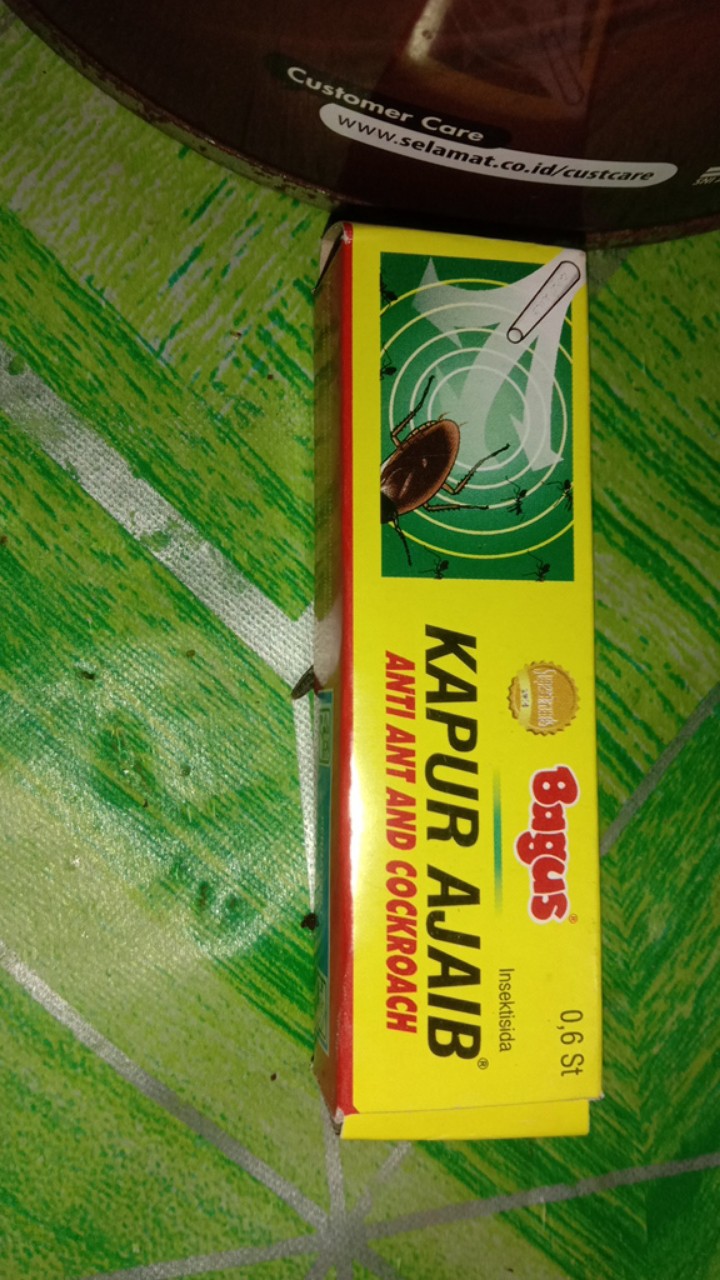 Customer Care
www.selamat.co.id/custcare
Bagus®
KAPUR AJAIB®
ANTI ANT AND COCKROACH
Insektisida
0,6 St